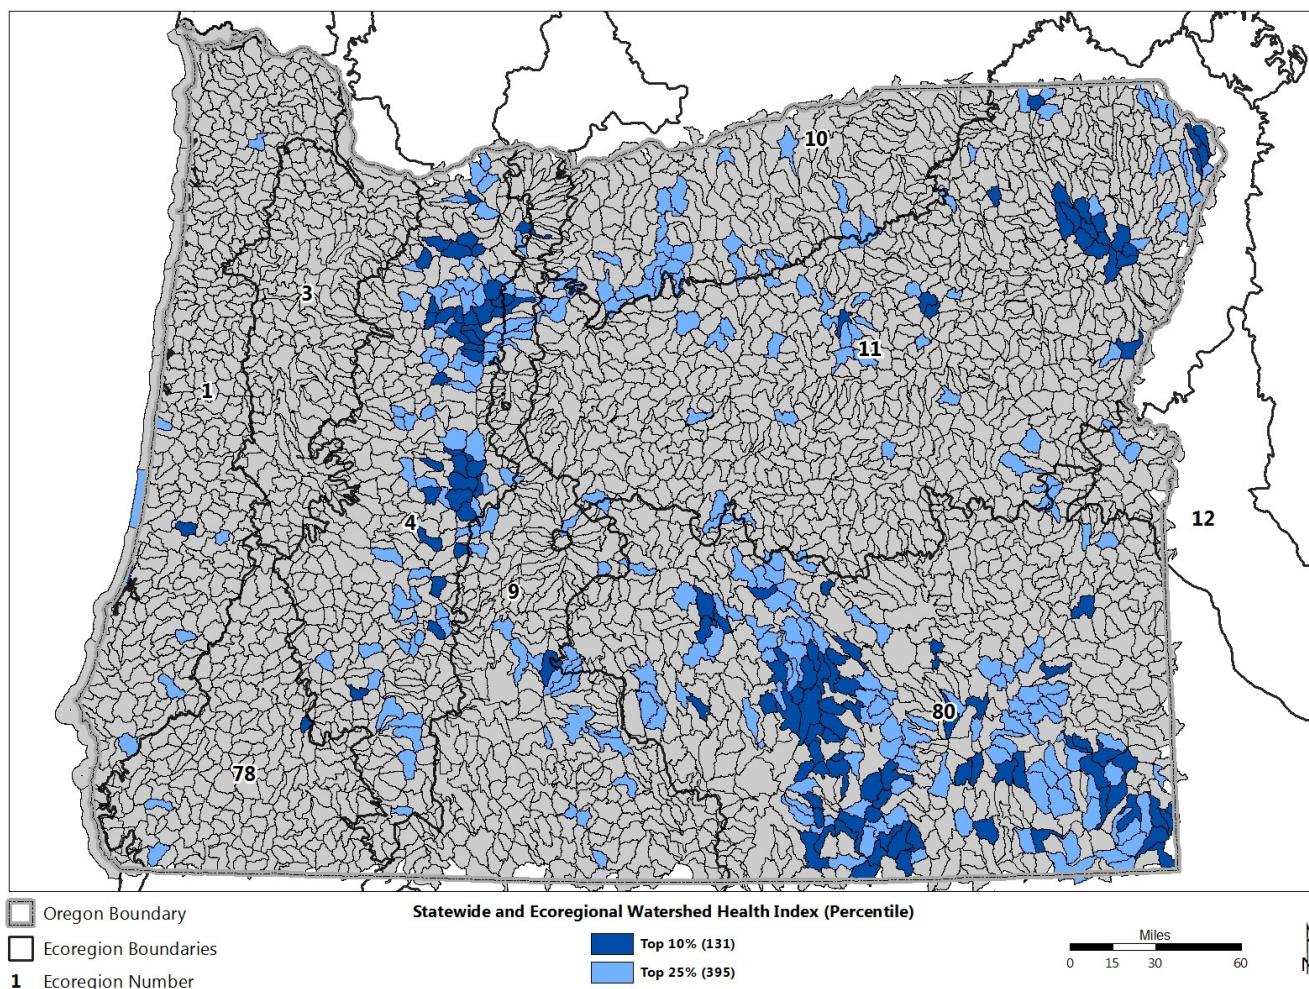 10
3
11
1
4
12
9
80
78
Oregon Boundary
Ecoregion Boundaries
1 Ecoregion Number
Statewide and Ecoregional Watershed Health Index (Percentile)
Top 10% (131)
Top 25% (395)
Miles
0 15 30 60